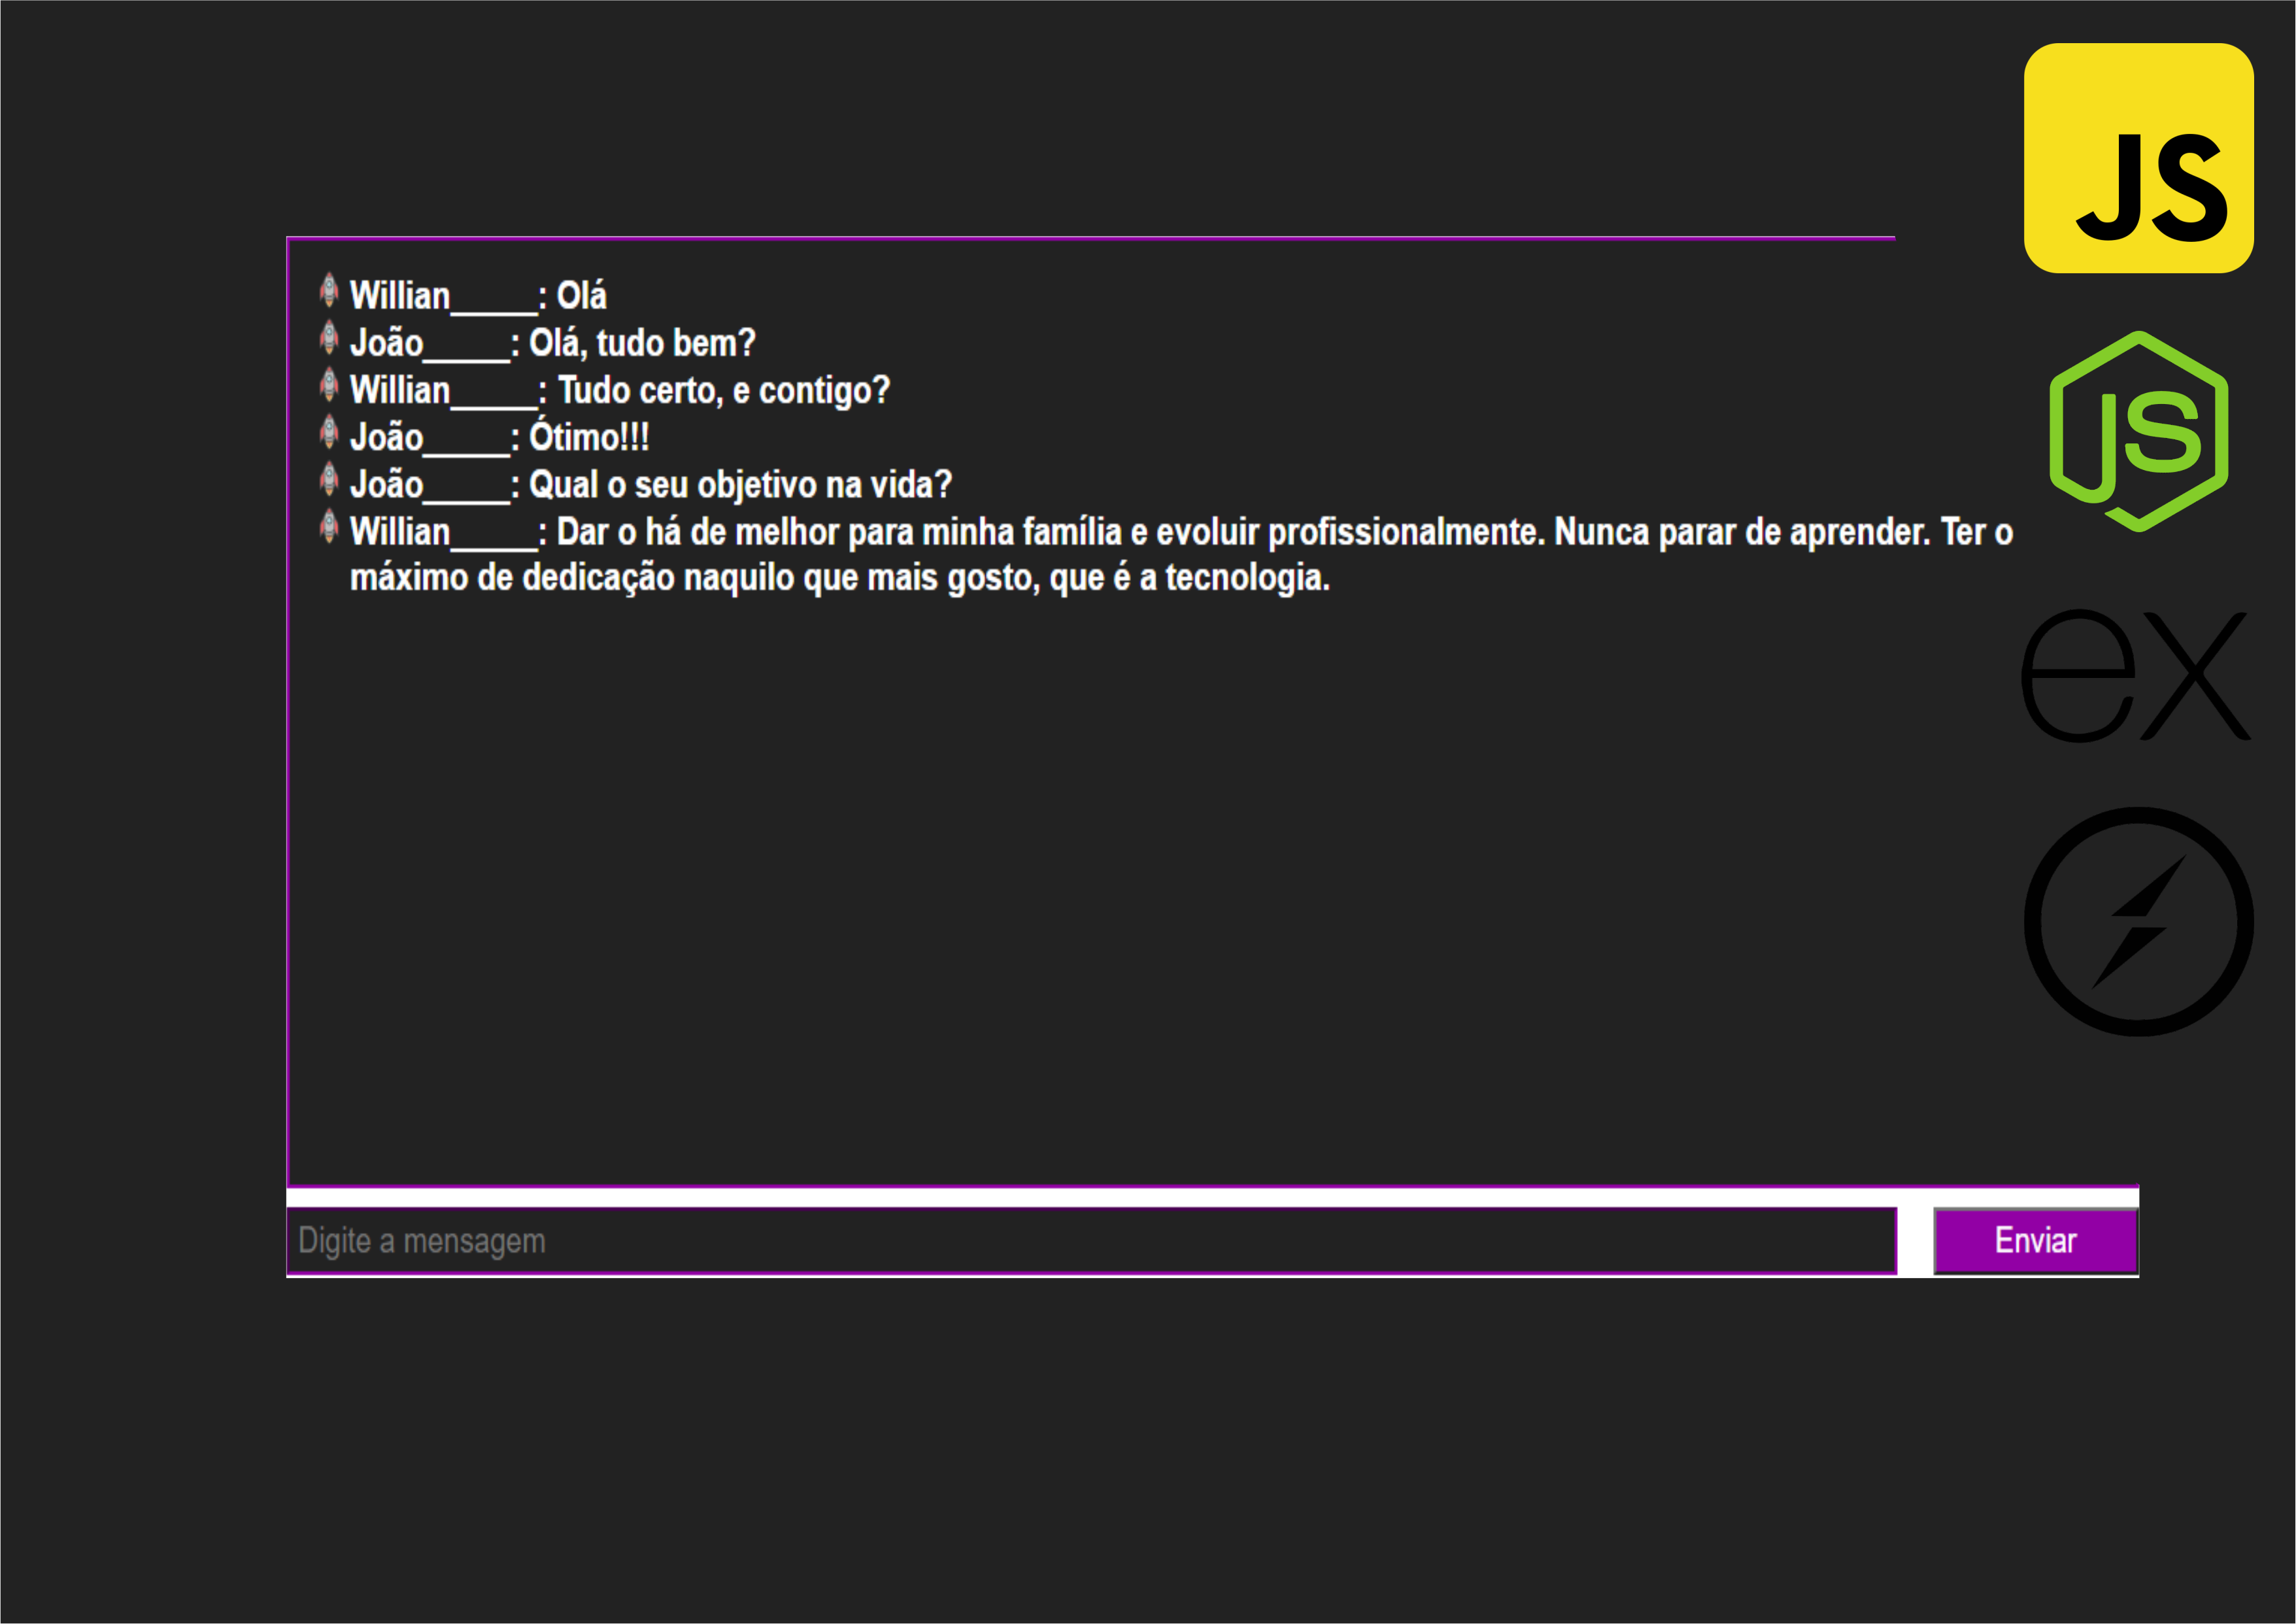 JS
Willian_____: Olá
João_____: Olá, tudo bem?
Willian_____: Tudo certo, e contigo?
João_____: Ótimo!!!
João_____: Qual o seu objetivo na vida?
Willian_____: Dar o há de melhor para minha família e evoluir profissionalmente. Nunca parar de aprender. Ter o
máximo de dedicação naquilo que mais gosto, que é a tecnologia.
JS
ex
Digite a mensagem
Enviar